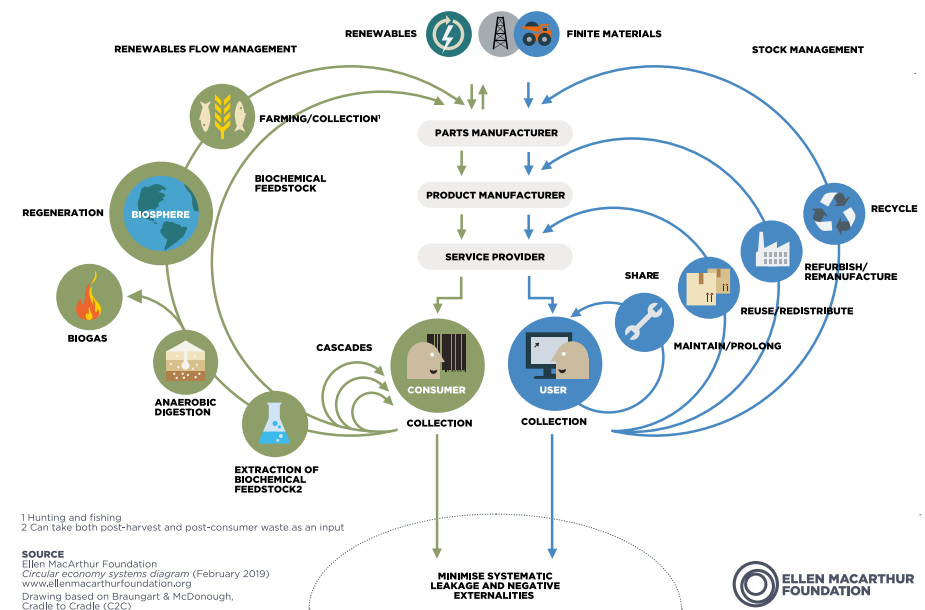 RENEWABLES
FINITE MATERIALS
RENEWABLES FLOW MANAGEMENT
STOCK MANAGEMENT
FARMING/COLLECTION¹
PARTS MANUFACTURER
BIOCHEMICAL
FEEDSTOCK
PRODUCT MANUFACTURER
REGENERATION
BIOSPHERE
RECYCLE
SERVICE PROVIDER
SHARE
REFURBISH/
REMANUFACTURE
REUSE/REDISTRIBUTE
BIOGAS
CASCADES
MAINTAIN/PROLONG
CONSUMER
USER
ANAEROBIC
DIGESTION
COLLECTION
COLLECTION
EXTRACTION OF
BIOCHEMICAL
FEEDSTOCK2
1 Hunting and fishing
2 Can take both post-harvest and post-consumer waste as an input
SOURCE
Ellen MacArthur Foundation
Circular economy systems diagram (February 2019)
www.ellenmacarthurfoundation.org
Drawing based on Braungart & McDonough,
Cradle to Cradle (C2C)
MINIMISE SYSTEMATIC
LEAKAGE AND NEGATIVE
EXTERNALITIES
ELLEN MACARTHUR
FOUNDATION